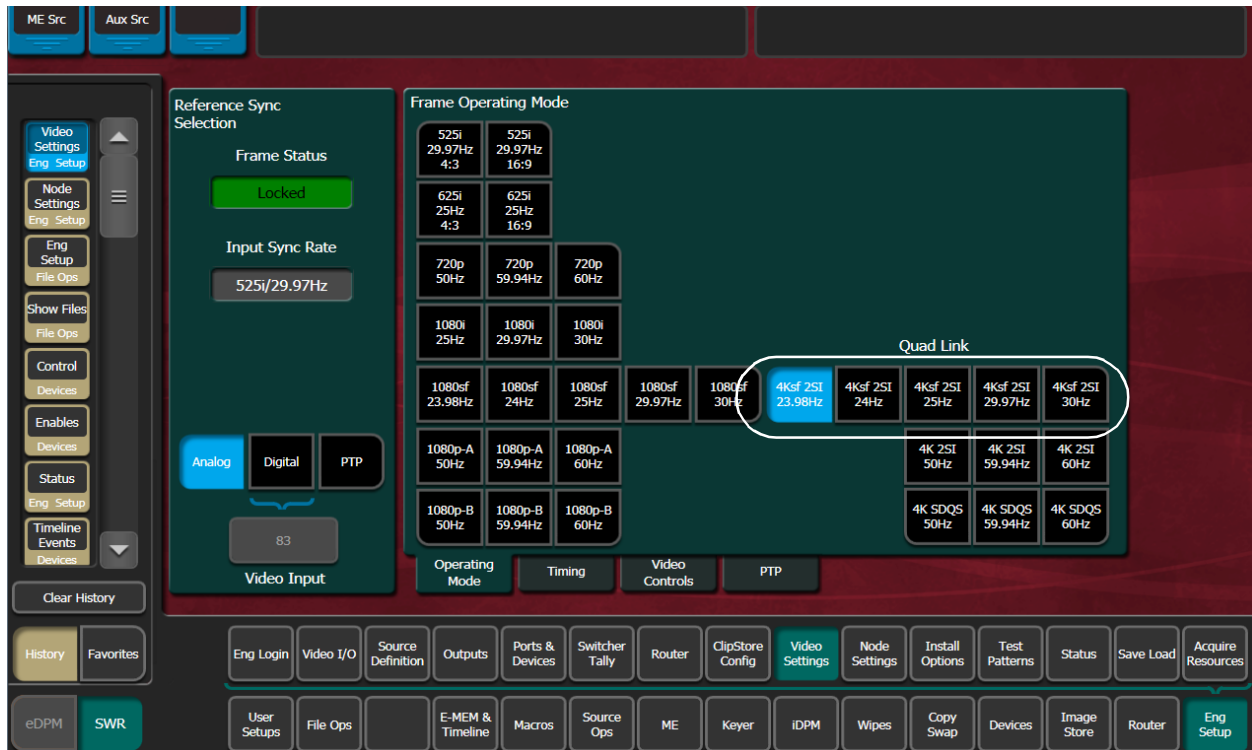 ME Src
Aux Src
Video
Settings
Eng Setup
Node
Settings
Eng Setup
Eng
Setup
File Ops
Show Files
File Ops
Control
Devices
Enables
Devices
Status
Eng Setup
Timeline
Events
Devices
Clear History
History
Favorites
eDPM
SWR
Reference Sync
Selection
Frame Status
Locked
Input Sync Rate
525i/29.97Hz
Analog
Digital
PTP
83
Video Input
Frame Operating Mode
525i
29.97Hz
4:3
525i
29.97Hz
16:9
625i
25Hz
4:3
625i
25Hz
16:9
720p
50Hz
720p
59.94Hz
720p
60Hz
1080i
25Hz
1080i
29.97Hz
1080i
30Hz
Quad Link
1080sf
23.98Hz
1080sf
24Hz
1080sf
25Hz
1080sf
29.97Hz
1080sf
30Hz
4Ksf 2SI
23.98Hz
4Ksf 2SI
24Hz
4Ksf 2SI
25Hz
4Ksf 2SI
29.97Hz
4Ksf 2SI
30Hz
1080p-A
50Hz
1080p-A
59.94Hz
1080p-A
60Hz
4K 2SI
50Hz
4K 2SI
59.94Hz
4K 2SI
60Hz
1080p-B
50Hz
1080p-B
59.94Hz
1080p-B
60Hz
4K SDQS
50Hz
4K SDQS
59.94Hz
4K SDQS
60Hz
Operating
Mode
Timing
Video
Controls
PTP
Eng Login
Video I/O
Source
Definition
Outputs
Ports &
Devices
Switcher
Tally
Router
ClipStore
Config
Video
Settings
Node
Settings
Install
Options
Test
Patterns
Status
Save Load
Acquire
Resources
User
Setups
File Ops
E-MEM &
Timeline
Macros
Source
Ops
ME
Keyer
iDPM
Wipes
Copy
Swap
Devices
Image
Store
Router
Eng
Setup